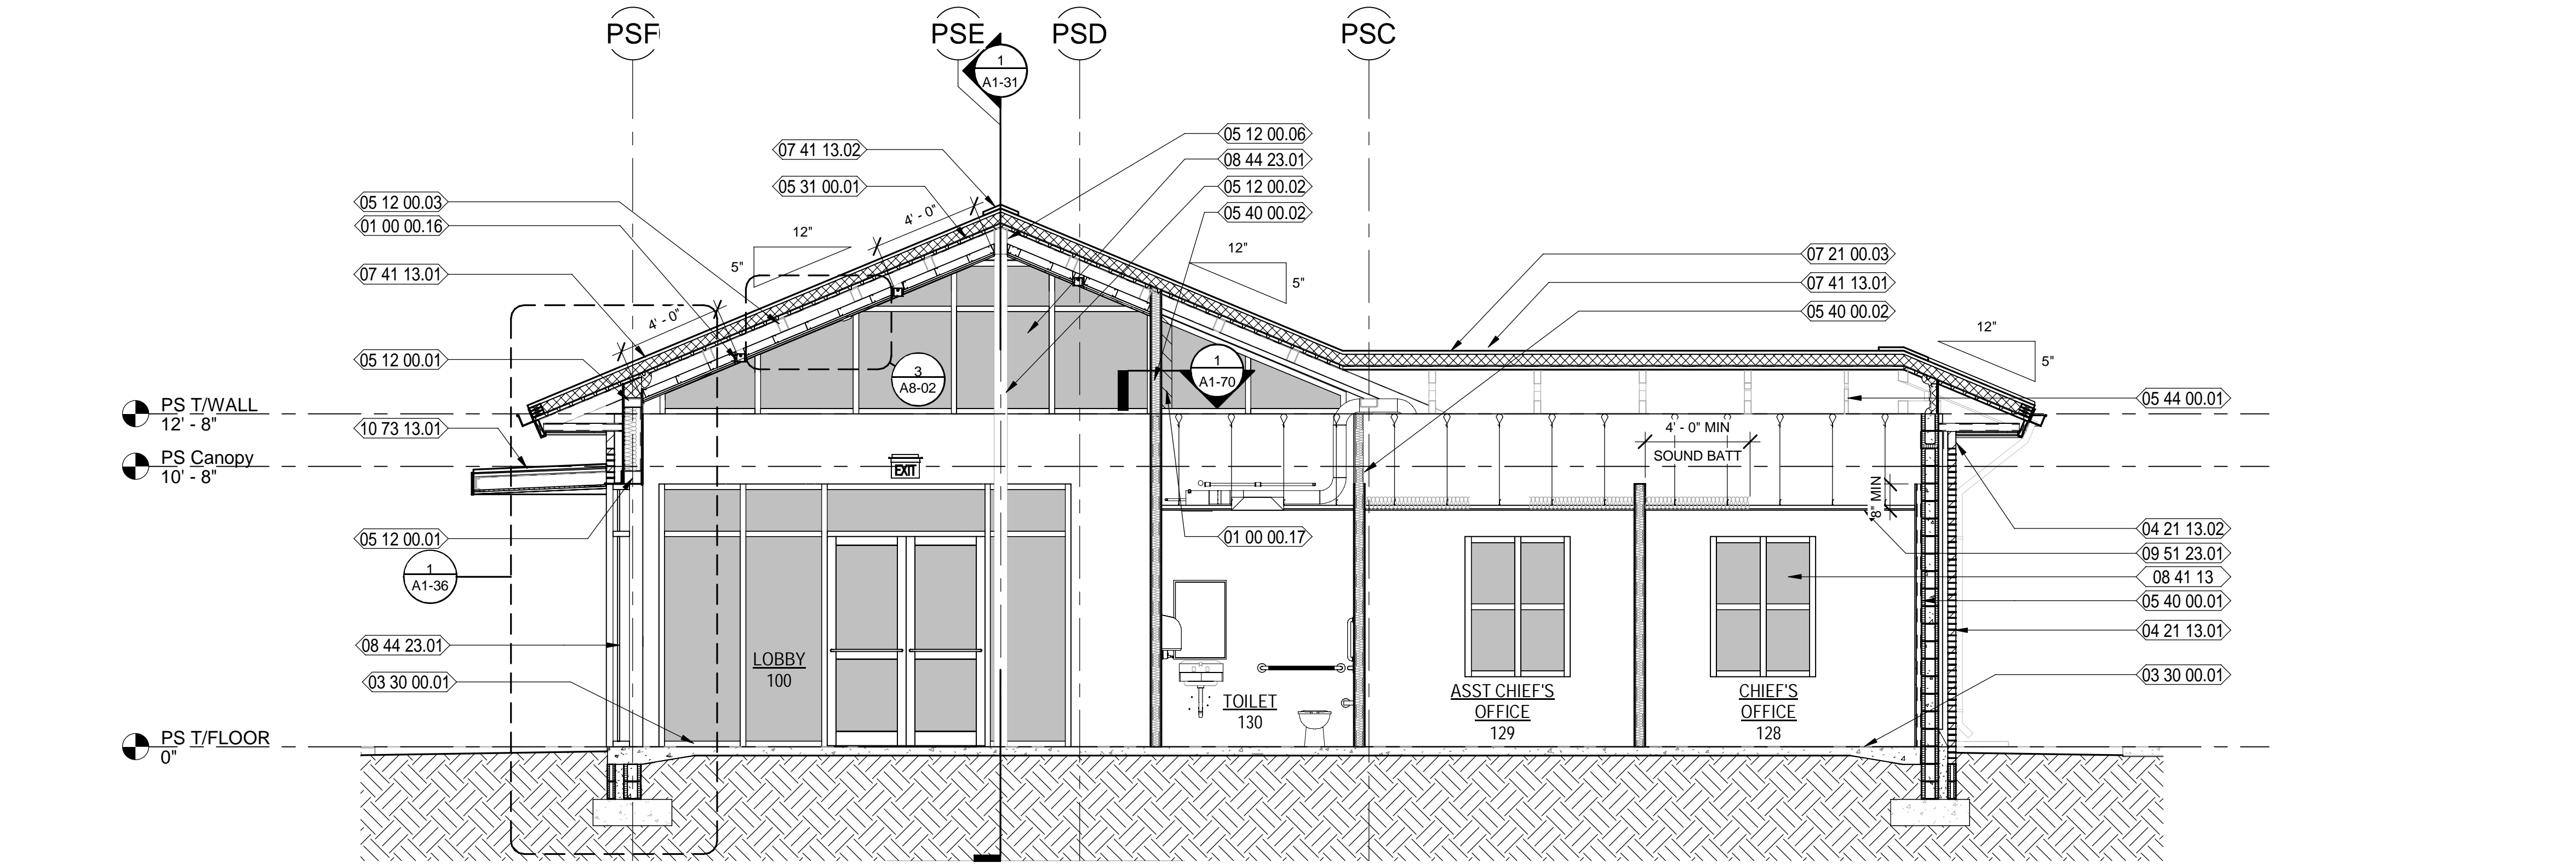 PSF
PSE
PSD
PSC
1
A1-31
05 12 00.06
07 41 13.02
08 44 23.01
05 31 00.01
05 12 00.02
05 12 00.03
4' - 0"
05 40 00.02
01 00 00.16
12"
12"
07 21 00.03
5"
07 41 13.01
07 41 13.01
5"
4' - 0"
05 40 00.02
12"
05 12 00.01
1
A1-70
5"
3
A8-02
05 44 00.01
PS T/WALL
12' - 8"
10 73 13.01
4' - 0" MIN
SOUND BATT
PS Canopy
10' - 8"
EXIT
8" MIN
05 12 00.01
01 00 00.17
04 21 13.02
09 51 23.01
1
A1-36
08 41 13
05 40 00.01
04 21 13.01
08 44 23.01
LOBBY
100
03 30 00.01
03 30 00.01
TOILET
130
ASST CHIEF'S
OFFICE
129
CHIEF'S
OFFICE
128
PS T/FLOOR
0"